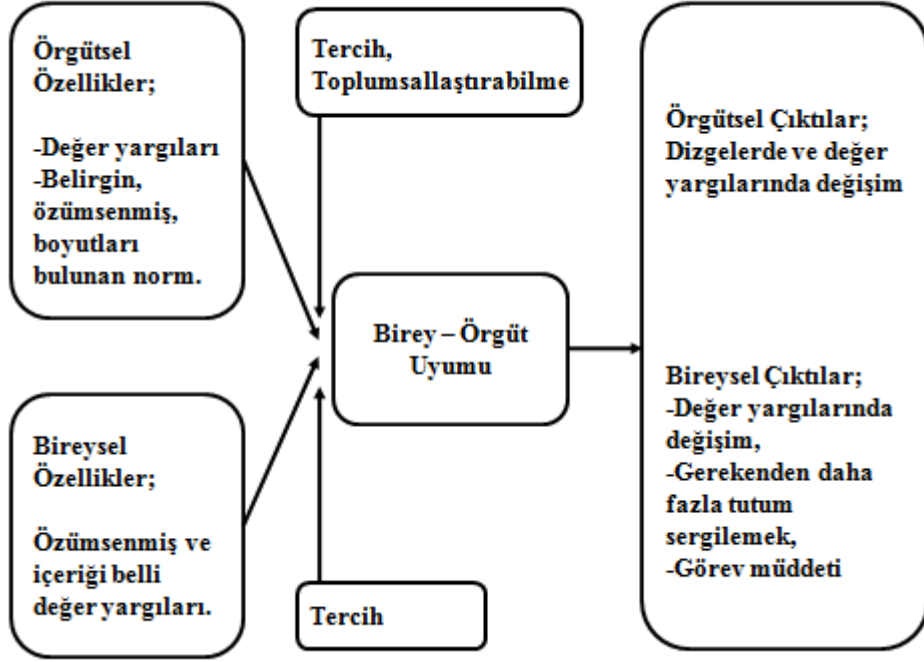 Örgütsel
Özellikler;
-Değer yargıları
-Belirgin,
özümsenmiş,
boyutları
bulunan norm.
Tercih,
Toplumsallaştırabilme
Örgütsel Çıktılar;
Dizgelerde ve değer
yargılarında değişim
Birey – Örgüt
Uyumu
Bireysel
Özellikler;
Özümsenmiş ve
içeriği belli
değer yargıları.
Tercih
Bireysel Çıktılar;
-Değer yargılarında
değişim,
-Gerekenden daha
fazla tutum
sergilemek,
-Görev müddeti